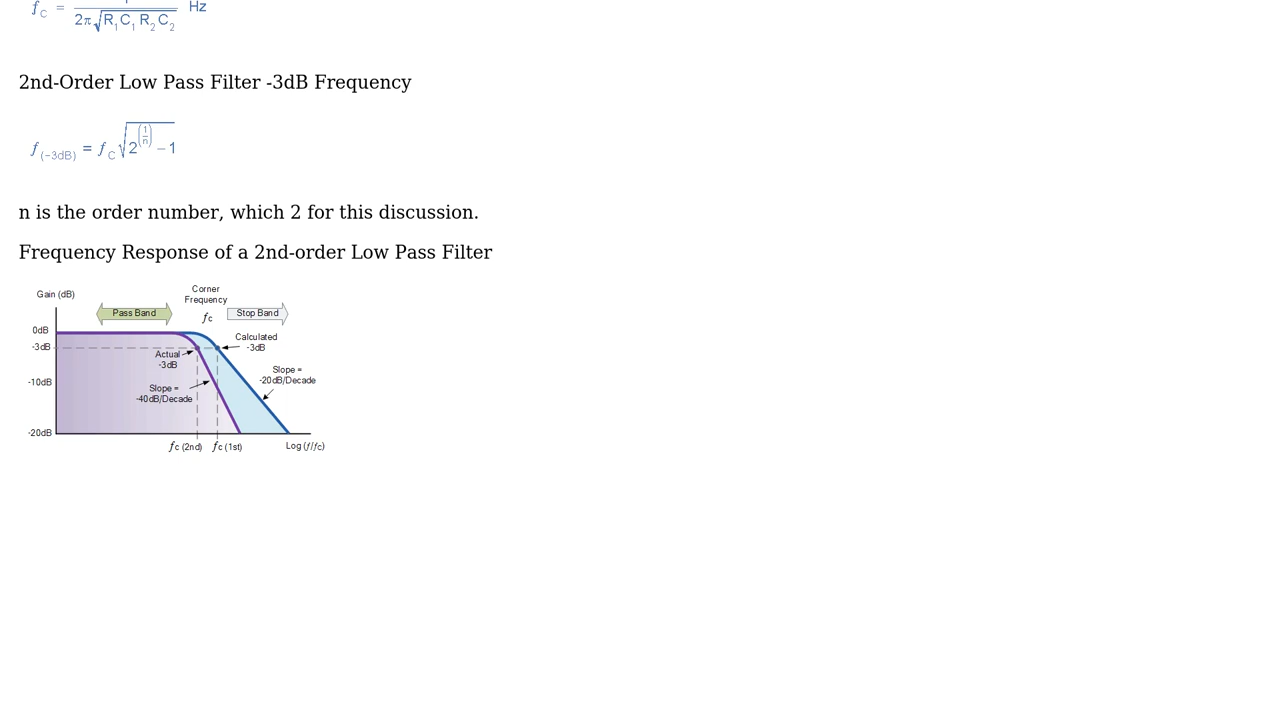 f C = 2π√R1C1R2C2 Hz
2nd-Order Low Pass Filter -3dB Frequency
f(−3dB) = fC √2^(1/n) − 1
n is the order number, which 2 for this discussion.
Frequency Response of a 2nd-order Low Pass Filter
Gain (dB)
Corner
Frequency
fc
Pass Band
Stop Band
0dB
-3dB
-10dB
-20dB
Calculated
-3dB
Actual
-3dB
Slope =
-20dB/Decade
Slope =
-40dB/Decade
fc (2nd)
fc (1st)
Log (f/fc)